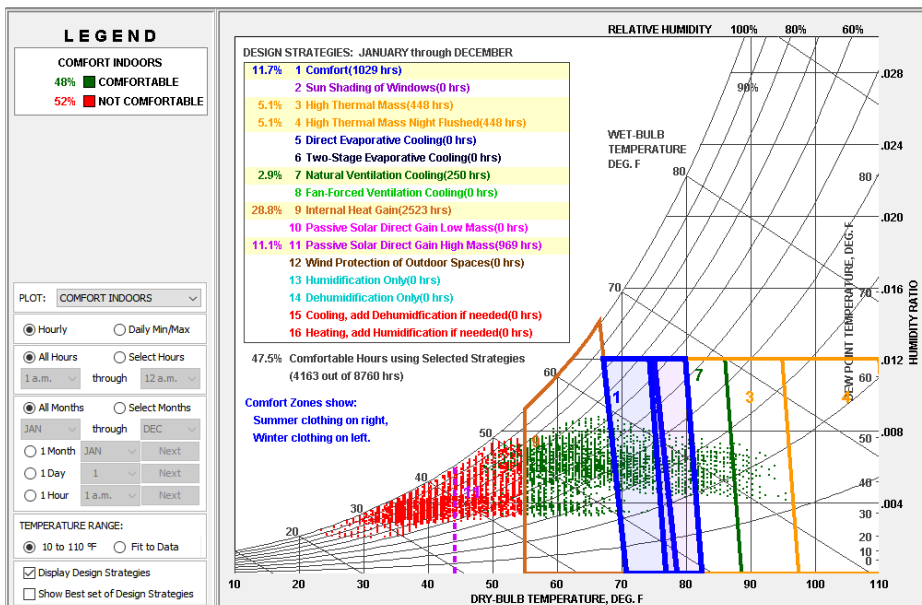 LEGEND
COMFORT INDOORS
48% COMFORTABLE
52% NOT COMFORTABLE
PLOT: COMFORT INDOORS
Hourly Daily Min/Max
All Hours Select Hours
1 a.m. through 12 a.m.
All Months Select Months
JAN through DEC
1 Month JAN Next
1 Day 1 Next
1 Hour 1 a.m. Next
TEMPERATURE RANGE:
10 to 110 °F Fit to Data
Display Design Strategies
Show Best set of Design Strategies
RELATIVE HUMIDITY 100% 80% 60%
90%
DESIGN STRATEGIES: JANUARY through DECEMBER
11.7% 1 Comfort(1029 hrs)
2 Sun Shading of Windows(0 hrs)
5.1% 3 High Thermal Mass(448 hrs)
5.1% 4 High Thermal Mass Night Flushed(448 hrs)
5 Direct Evaporative Cooling(0 hrs)
6 Two-Stage Evaporative Cooling(0 hrs)
2.9% 7 Natural Ventilation Cooling(250 hrs)
8 Fan-Forced Ventilation Cooling(0 hrs)
28.8% 9 Internal Heat Gain(2523 hrs)
10 Passive Solar Direct Gain Low Mass(0 hrs)
11.1% 11 Passive Solar Direct Gain High Mass(969 hrs)
12 Wind Protection of Outdoor Spaces(0 hrs)
13 Humidification Only(0 hrs)
14 Dehumidification Only(0 hrs)
15 Cooling, add Dehumidification if needed(0 hrs)
16 Heating, add Humidification if needed(0 hrs)
47.5% Comfortable Hours using Selected Strategies
(4163 out of 8760 hrs)
Comfort Zones show:
Summer clothing on right,
Winter clothing on left.
WET-BULB
TEMPERATURE
DEG. F
20
30
40
50
60
70
80
1
7
3
4
9
11
.028
.024
.020
.016
.012
.008
.004
HUMIDITY RATIO
DEW POINT TEMPERATURE, DEG. F
80
70
60
50
40
30
20
10
0
10 20 30 40 50 60 70 80 90 100 110
DRY-BULB TEMPERATURE, DEG. F